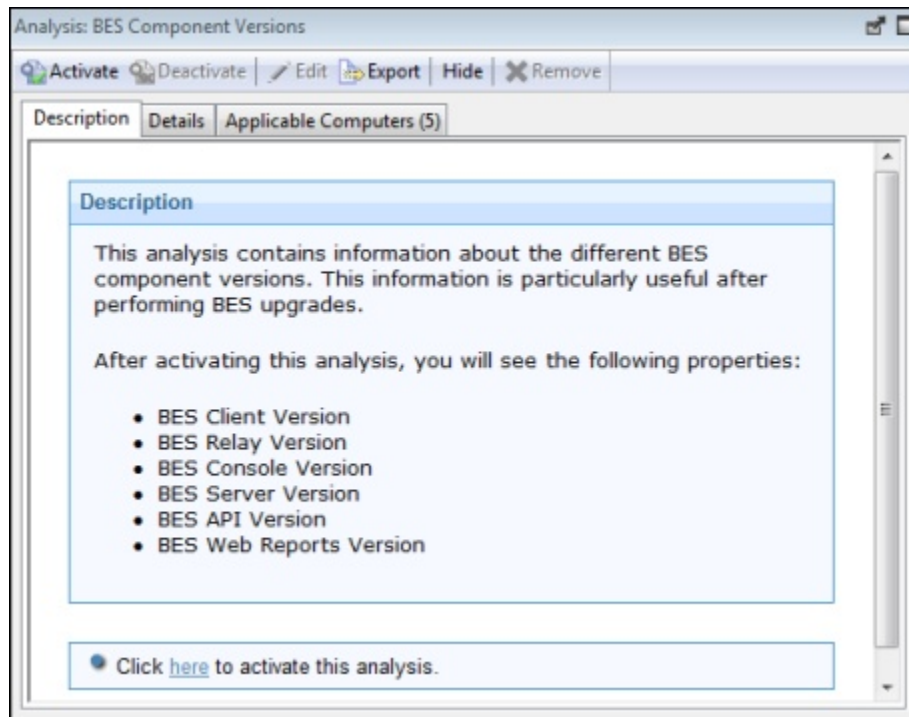 Analysis: BES Component Versions
Activate Deactivate Edit Export Hide Remove
Description Details Applicable Computers (5)
Description
This analysis contains information about the different BES
component versions. This information is particularly useful after
performing BES upgrades.
After activating this analysis, you will see the following properties:
• BES Client Version
• BES Relay Version
• BES Console Version
• BES Server Version
• BES API Version
• BES Web Reports Version
Click here to activate this analysis.